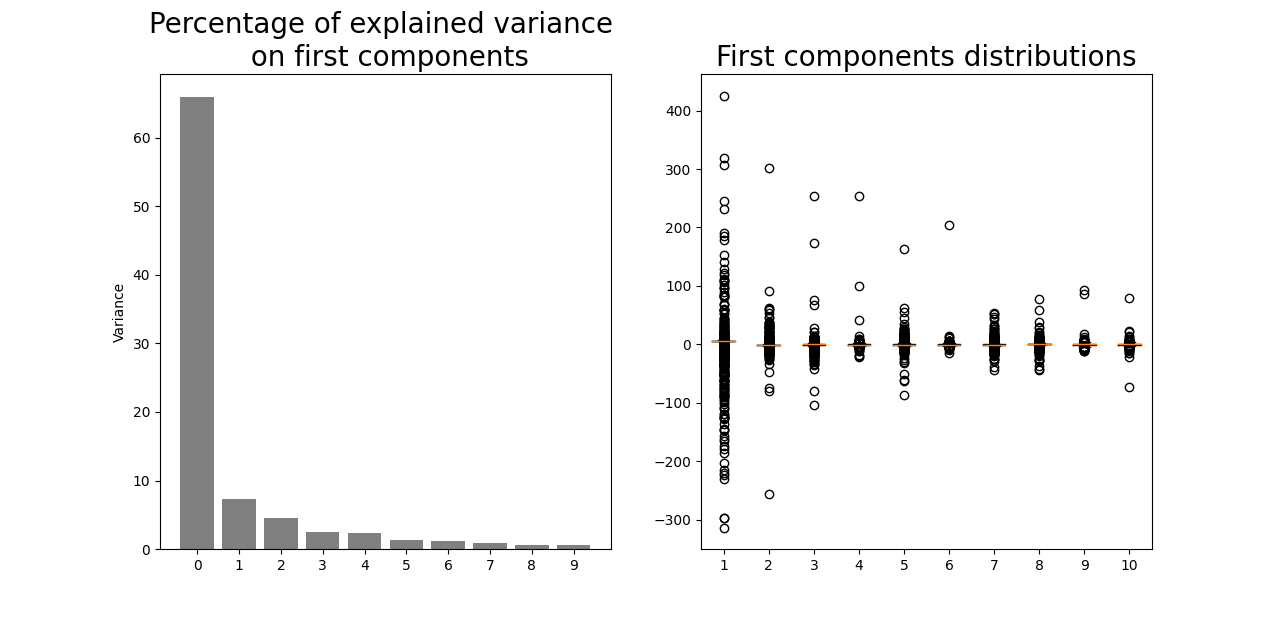 Percentage of explained variance
on first components
Variance
60
50
40
30
20
10
0
0 1 2 3 4 5 6 7 8 9
First components distributions
400
300
200
100
0
−100
−200
−300
1 2 3 4 5 6 7 8 9 10